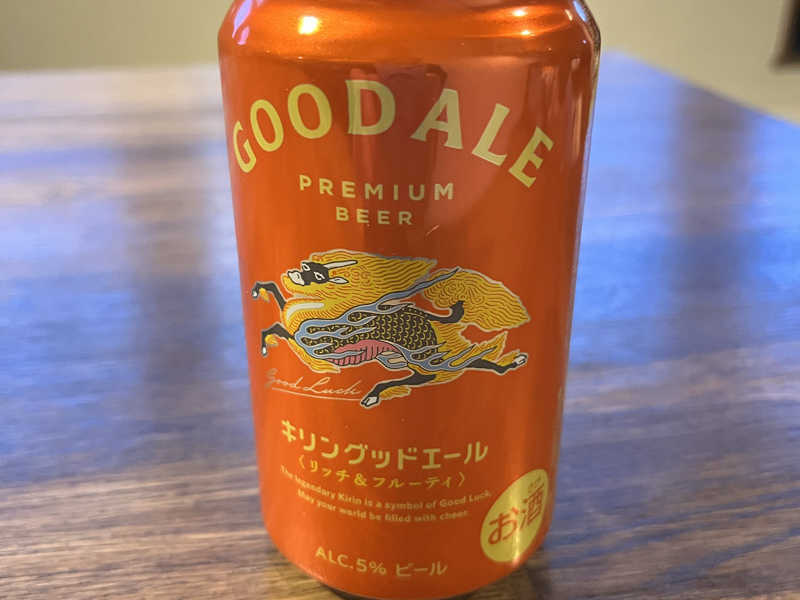 GOOD ALE
PREMIUM
BEER
Good Luck
キリングッドエール
〈リッチ&フルーティ〉
The legendary Kirin is a symbol of Good Luck.
May your world be filled with cheer.
お酒
ALC.5% ビール